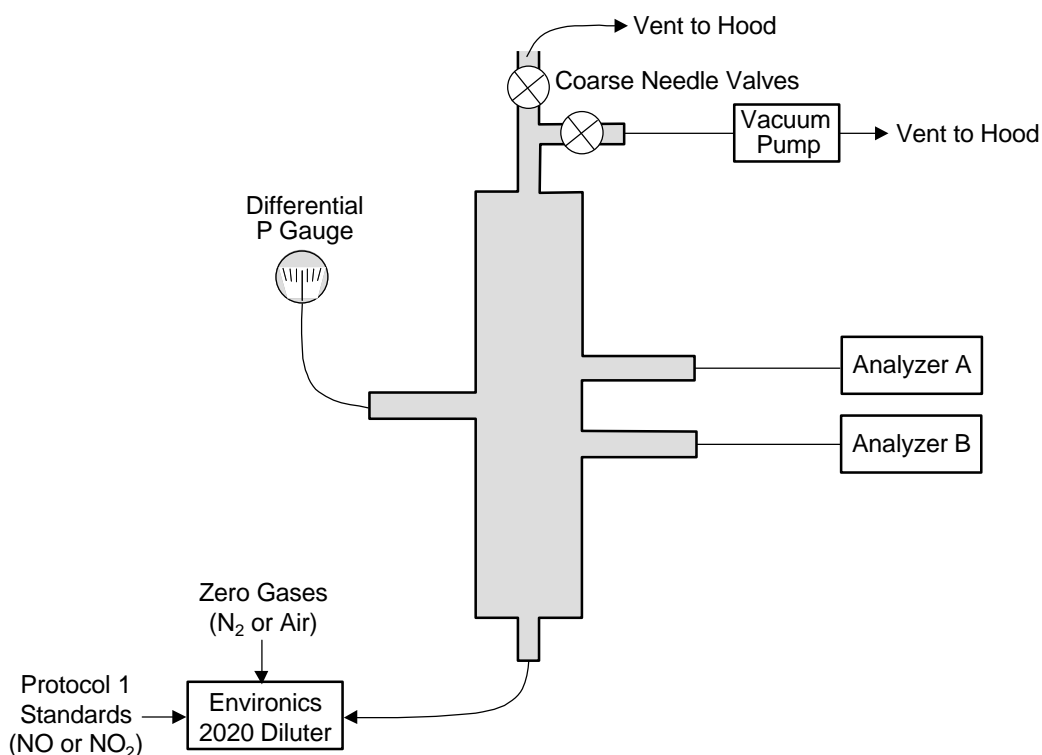 Vent to Hood
Coarse Needle Valves
Vacuum
Pump
Vent to Hood
Differential
P Gauge
Analyzer A
Analyzer B
Zero Gases
(N₂ or Air)
Protocol 1
Standards
(NO or NO₂)
Environics
2020 Diluter